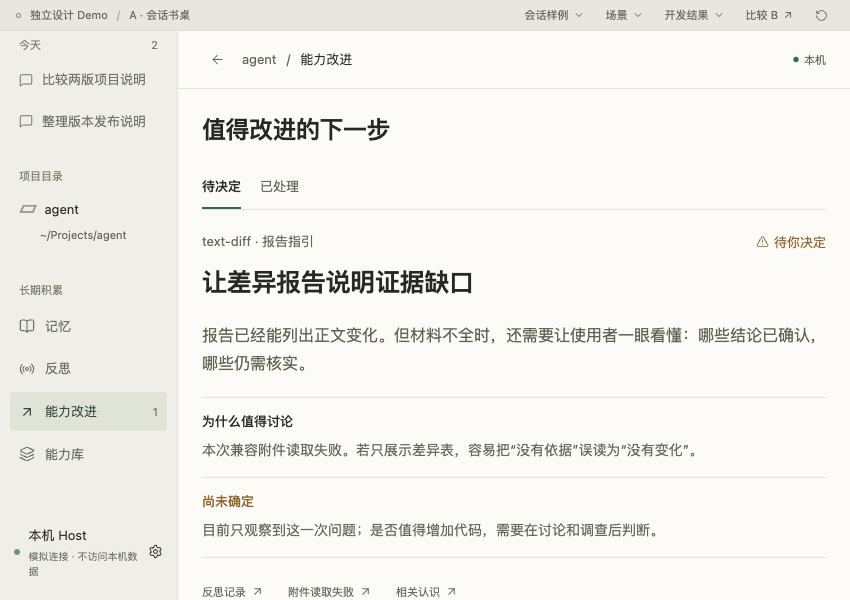 独立设计 Demo / A · 会话书桌
会话样例 场景 开发结果 比较 B
今天 2
比较两版项目说明
整理版本发布说明
项目目录
agent
~/Projects/agent
长期积累
记忆
反思
能力改进 1
能力库
本机 Host
模拟连接 · 不访问本机数
据
agent / 能力改进
本机
值得改进的下一步
待决定 已处理
text-diff · 报告指引
待你决定
让差异报告说明证据缺口
报告已经能列出正文变化。但材料不全时，还需要让使用者一眼看懂：哪些结论已确认，
哪些仍需核实。
为什么值得讨论
本次兼容附件读取失败。若只展示差异表，容易把“没有依据”误读为“没有变化”。
尚未确定
目前只观察到这一次问题；是否值得增加代码，需要在讨论和调查后判断。
反思记录 附件读取失败 相关认识